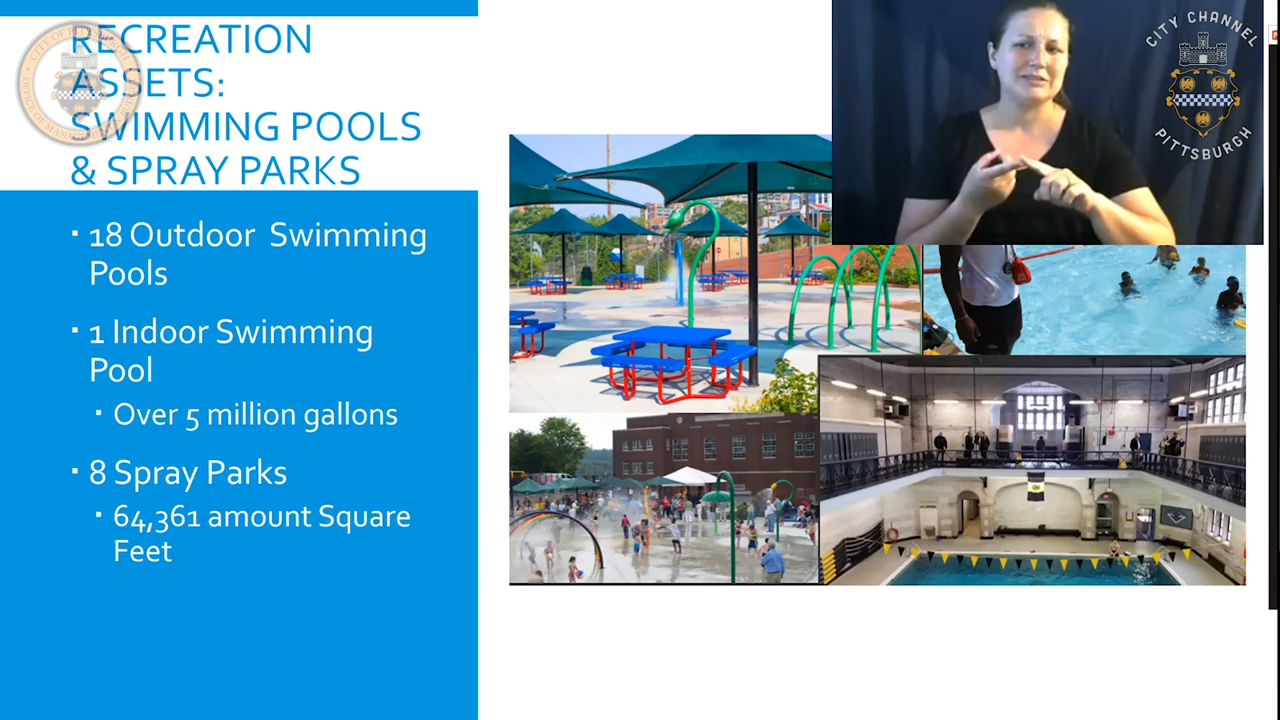 RECREATION
ASSETS:
SWIMMING POOLS
& SPRAY PARKS
18 Outdoor Swimming
Pools
1 Indoor Swimming
Pool
Over 5 million gallons
8 Spray Parks
64,361 amount Square
Feet
CITY CHANNEL
PITTSBURGH